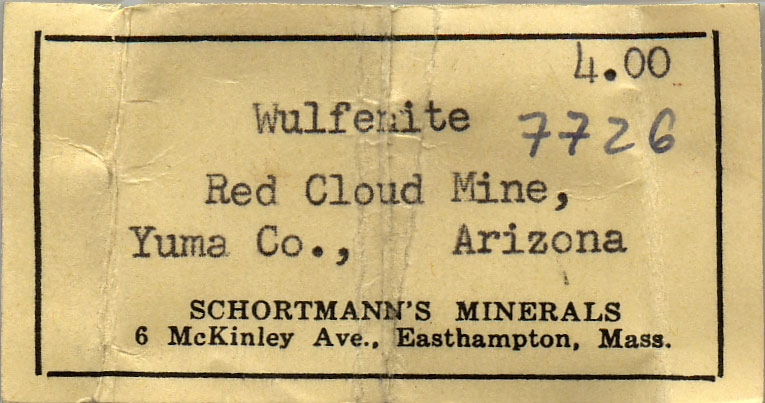 4.00
Wulfenite 7726
Red Cloud Mine,
Yuma Co., Arizona
SCHORTMANN'S MINERALS
6 McKinley Ave., Easthampton, Mass.